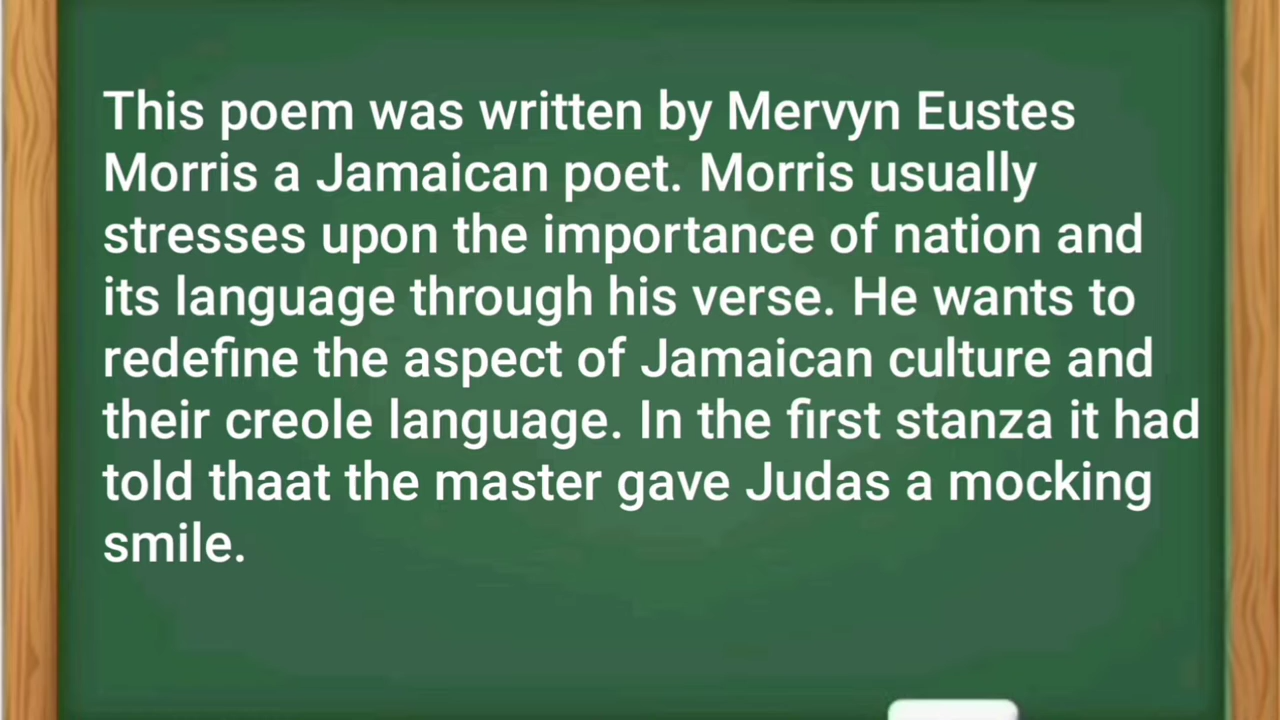 This poem was written by Mervyn Eustes
Morris a Jamaican poet. Morris usually
stresses upon the importance of nation and
its language through his verse. He wants to
redefine the aspect of Jamaican culture and
their creole language. In the first stanza it had
told thaat the master gave Judas a mocking
smile.